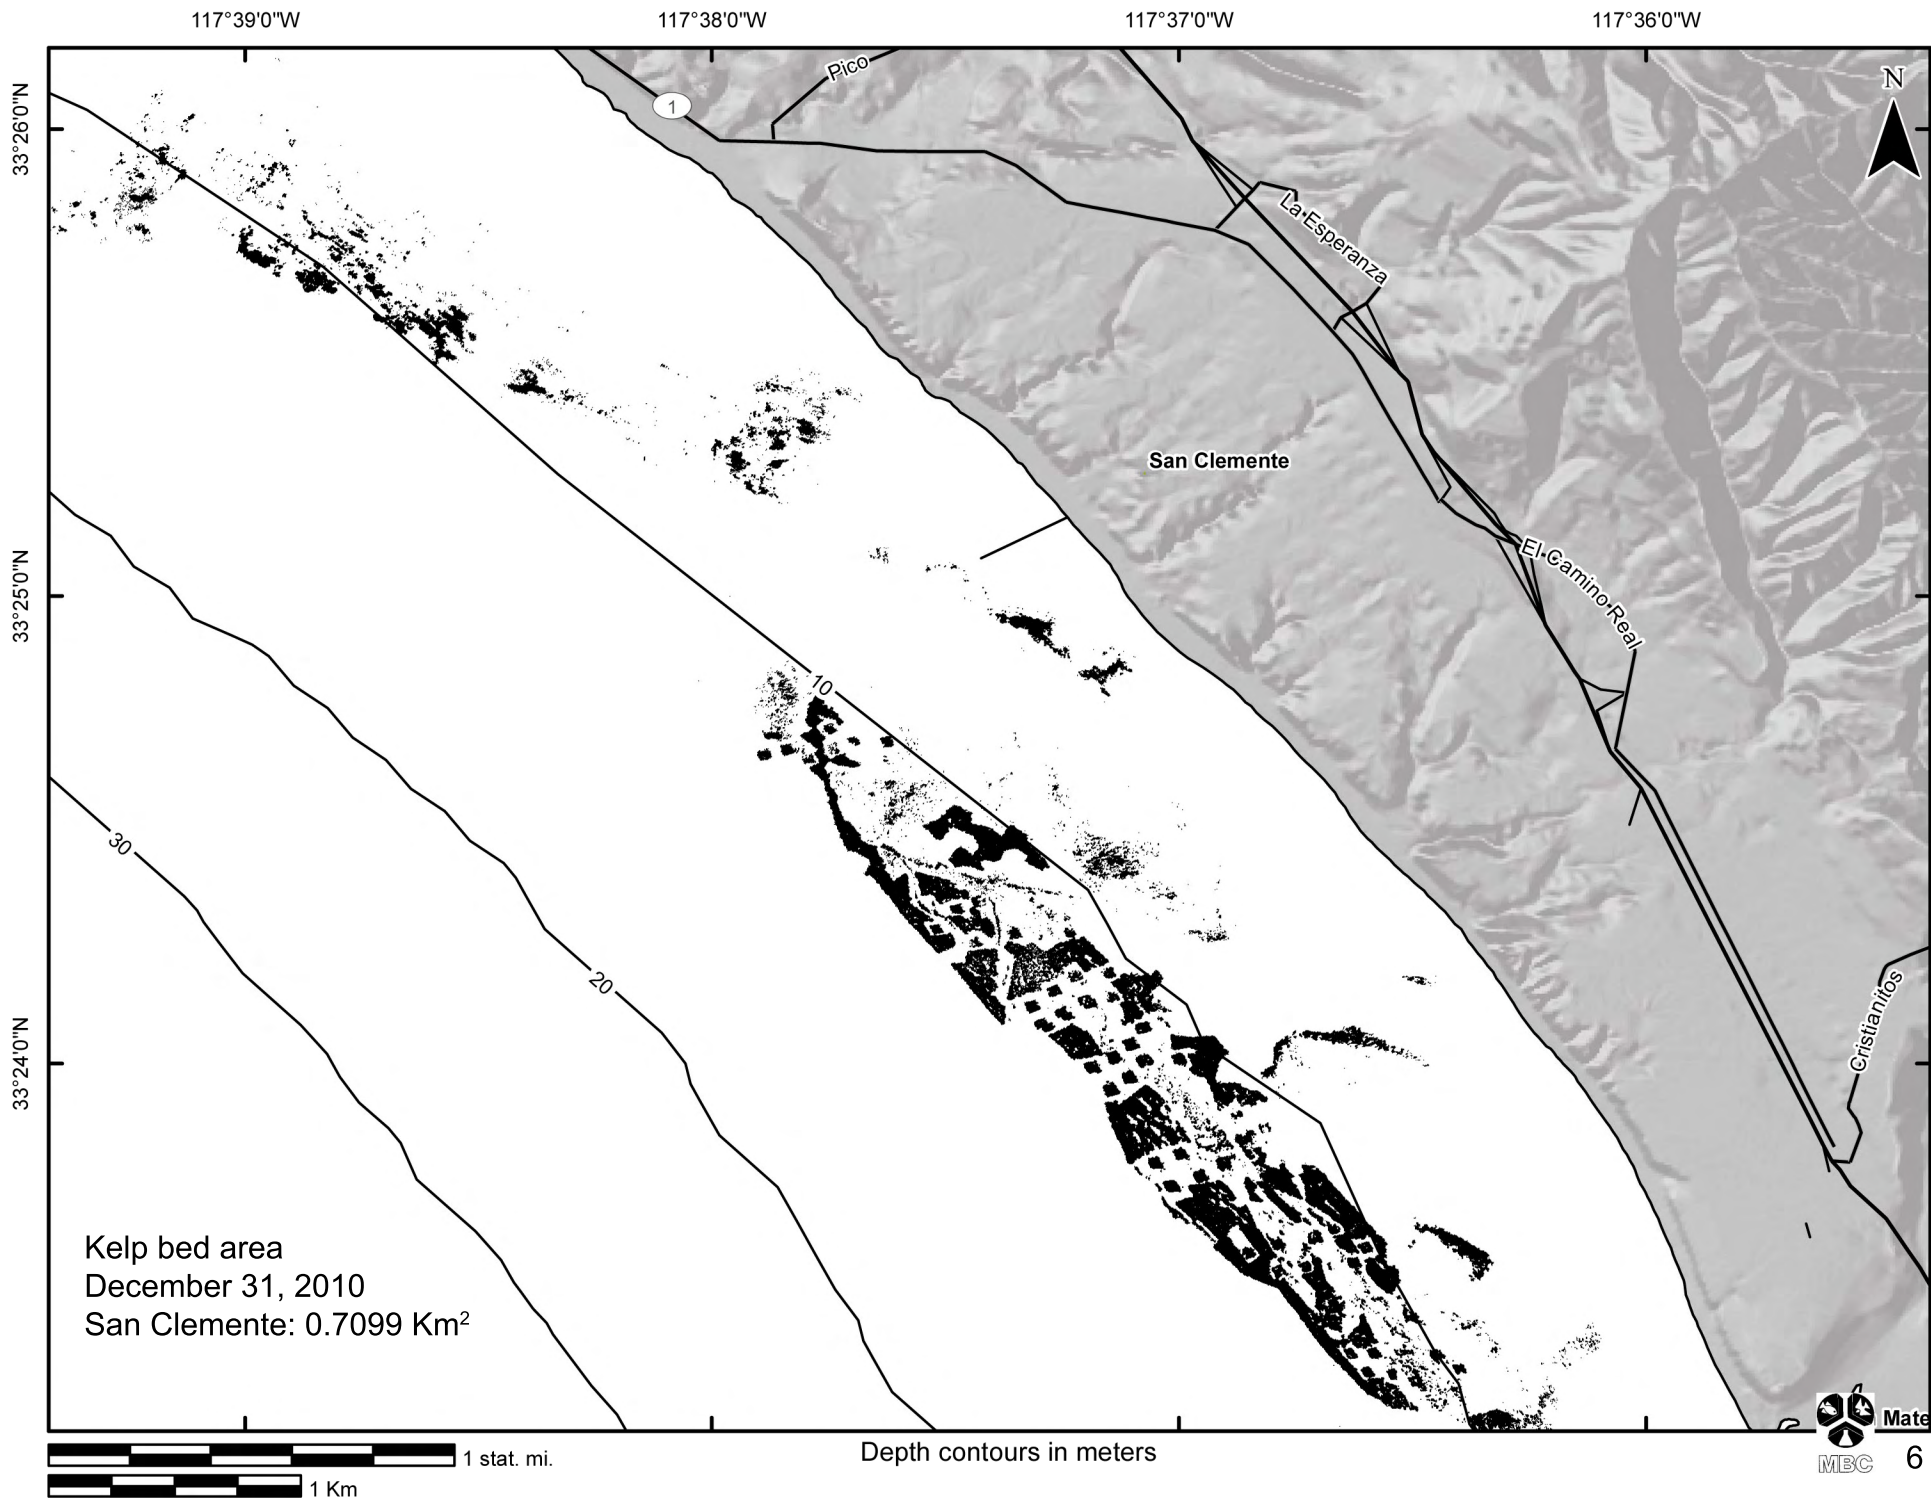 117°39'0"W
117°38'0"W
117°37'0"W
117°36'0"W
33°26'0"N
33°25'0"N
33°24'0"N
N
Pico
1
La Esperanza
San Clemente
El Camino Real
10
30
20
Cristianitos
Kelp bed area
December 31, 2010
San Clemente: 0.7099 Km²
1 stat. mi.
1 Km
Depth contours in meters
Mate
MBC
6